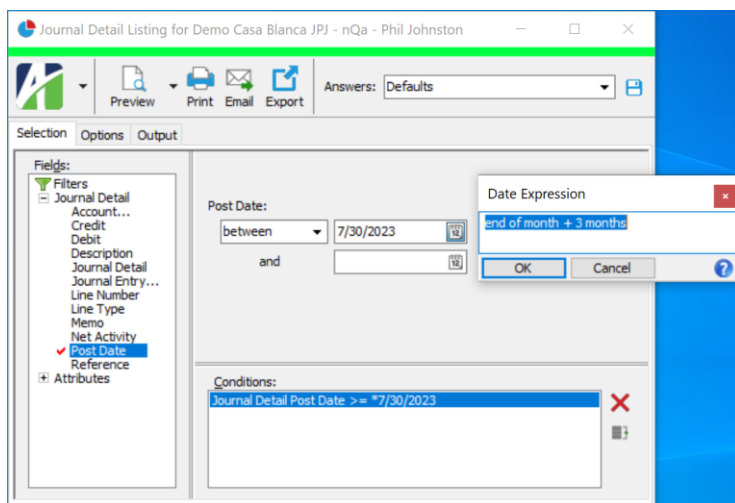 Journal Detail Listing for Demo Casa Blanca JPJ - nQa - Phil Johnston
Preview
Print
Email
Export
Answers:
Defaults
Selection
Options
Output
Fields:
Filters
Journal Detail
Account...
Credit
Debit
Description
Journal Detail
Journal Entry...
Line Number
Line Type
Memo
Net Activity
Post Date
Reference
Attributes
Post Date:
between
7/30/2023
12
and
12
Date Expression
end of month + 3 months
OK
Cancel
?
Conditions:
Journal Detail Post Date >= *7/30/2023